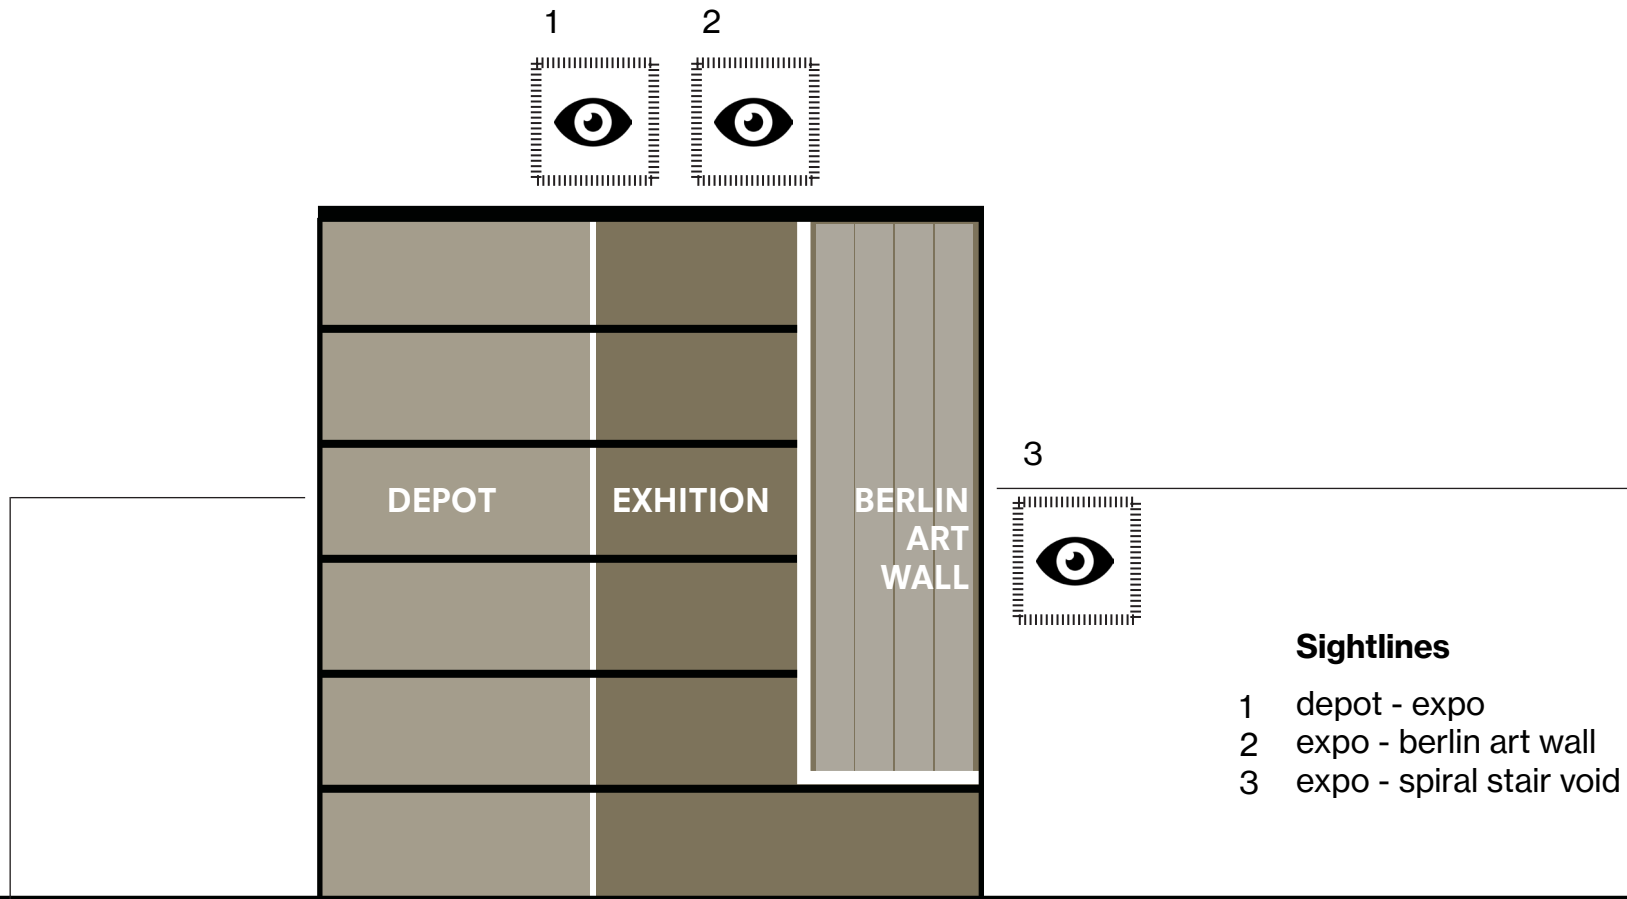 1 2
3
DEPOT EXHITION BERLIN
ART
WALL
Sightlines
1 depot - expo
2 expo - berlin art wall
3 expo - spiral stair void